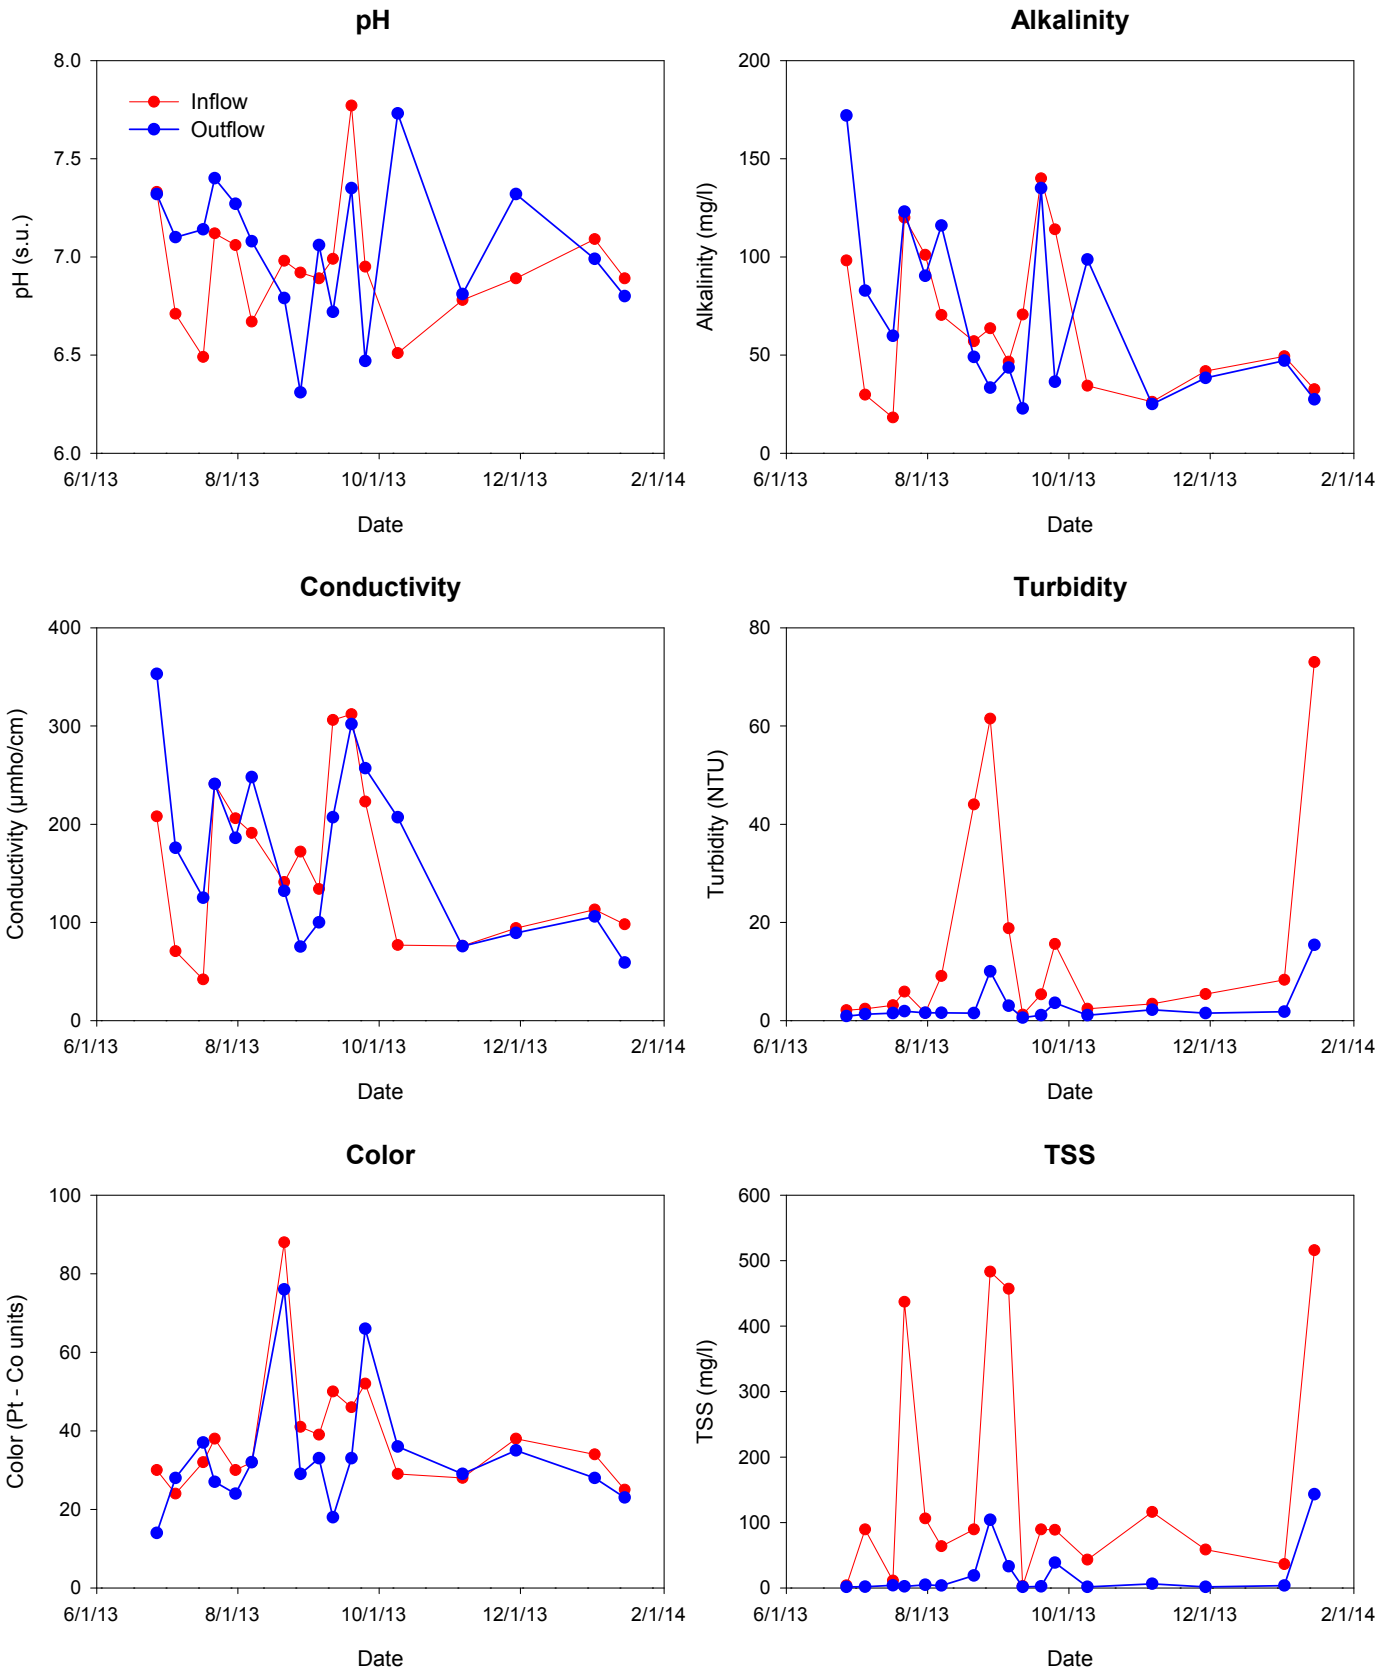 pH
8.0
7.5
7.0
6.5
6.0
pH (s.u.)
Inflow
Outflow
6/1/13 8/1/13 10/1/13 12/1/13 2/1/14
Date
Alkalinity
200
150
100
50
0
Alkalinity (mg/l)
6/1/13 8/1/13 10/1/13 12/1/13 2/1/14
Date
Conductivity
400
300
200
100
0
Conductivity (µmho/cm)
6/1/13 8/1/13 10/1/13 12/1/13 2/1/14
Date
Turbidity
80
60
40
20
0
Turbidity (NTU)
6/1/13 8/1/13 10/1/13 12/1/13 2/1/14
Date
Color
100
80
60
40
20
0
Color (Pt - Co units)
6/1/13 8/1/13 10/1/13 12/1/13 2/1/14
Date
TSS
600
500
400
300
200
100
0
TSS (mg/l)
6/1/13 8/1/13 10/1/13 12/1/13 2/1/14
Date